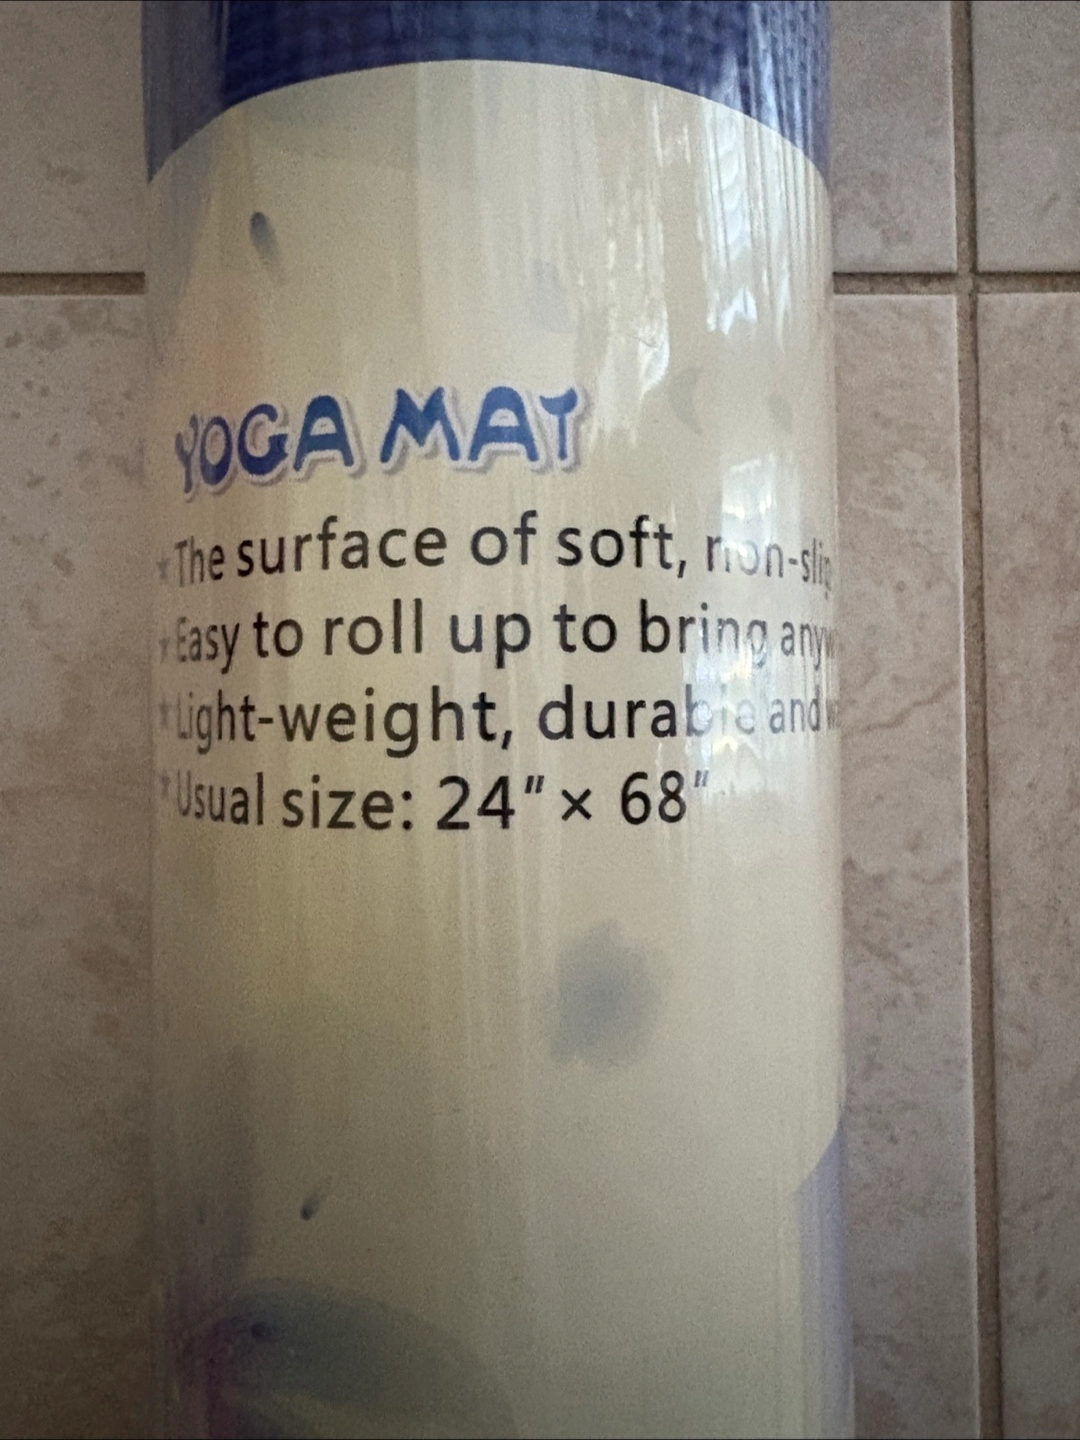 YOGA MAT
The surface of soft, non-slip
Easy to roll up to bring
Light-weight, durable and
Usual size: 24" × 68"